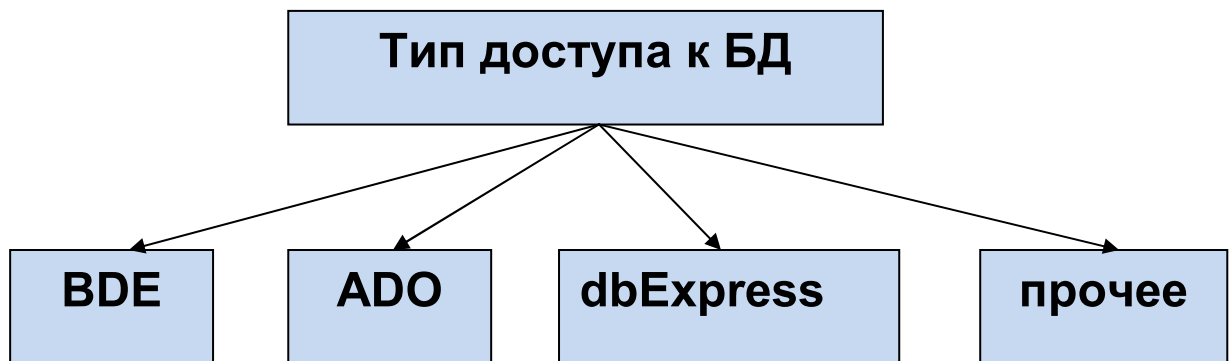 Тип доступа к БД
BDE
ADO
dbExpress
прочее